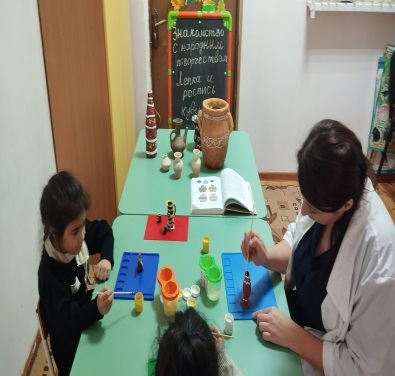 Знакомство
с народным
творчеством
Лепка и
роспись